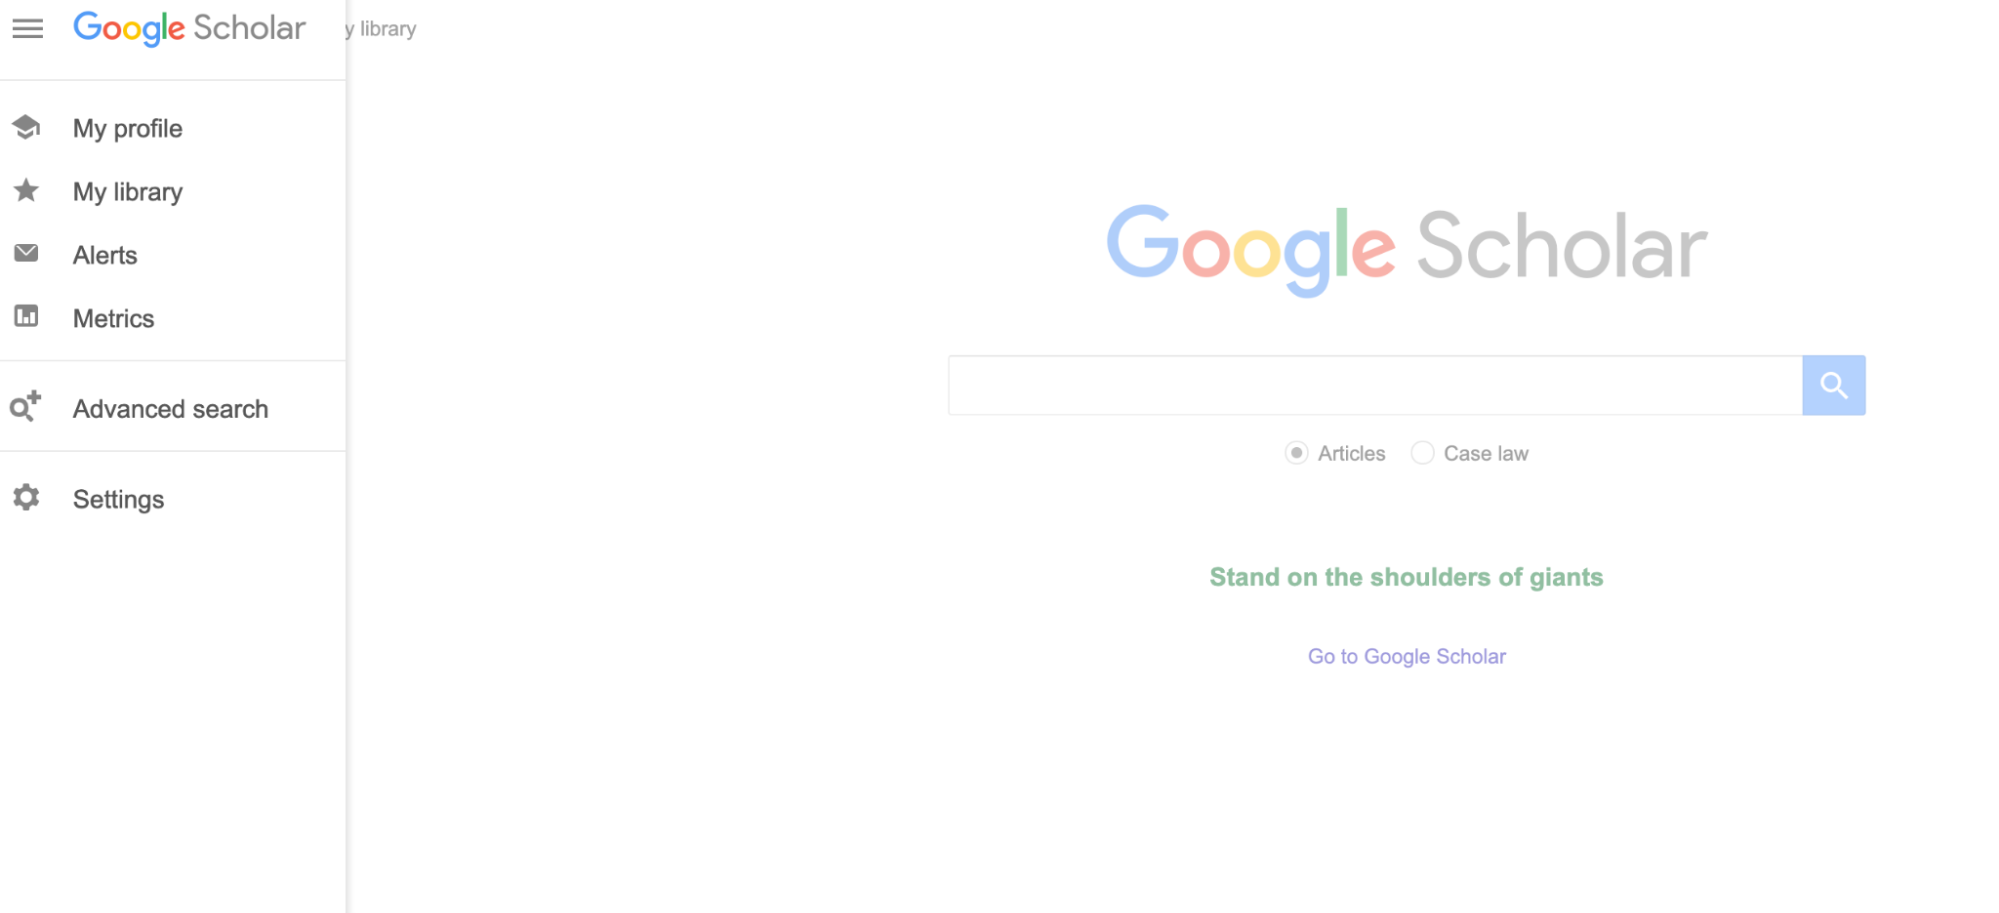 Google Scholar
y library
My profile
My library
Alerts
Metrics
Advanced search
Settings
Google Scholar
Articles Case law
Stand on the shoulders of giants
Go to Google Scholar